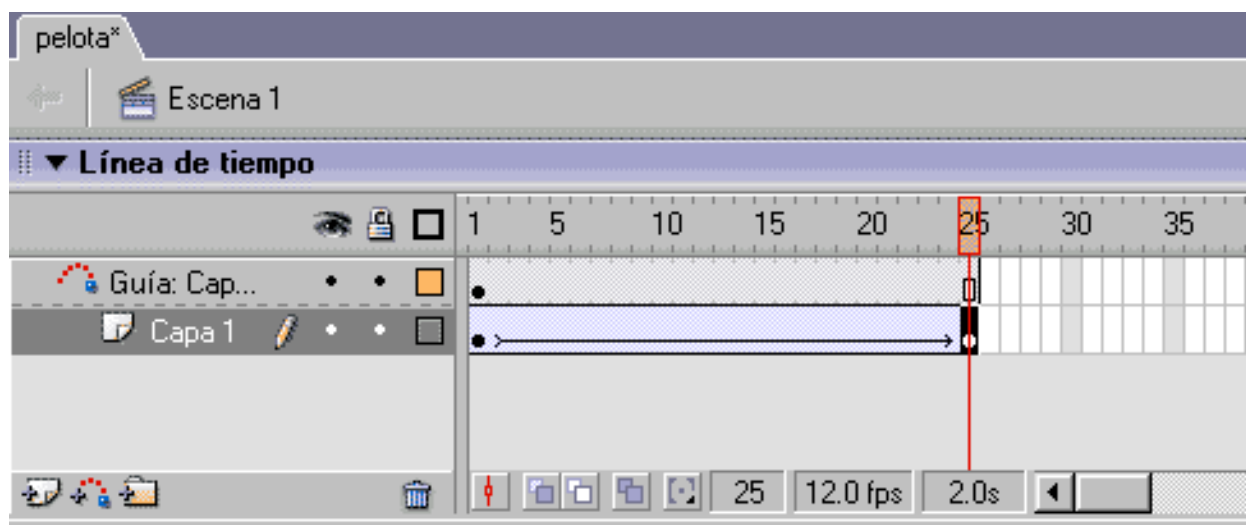 pelota*
Escena 1
Línea de tiempo
1 5 10 15 20 25 30 35
Guía: Cap...
Capa 1
25 12.0 fps 2.0s